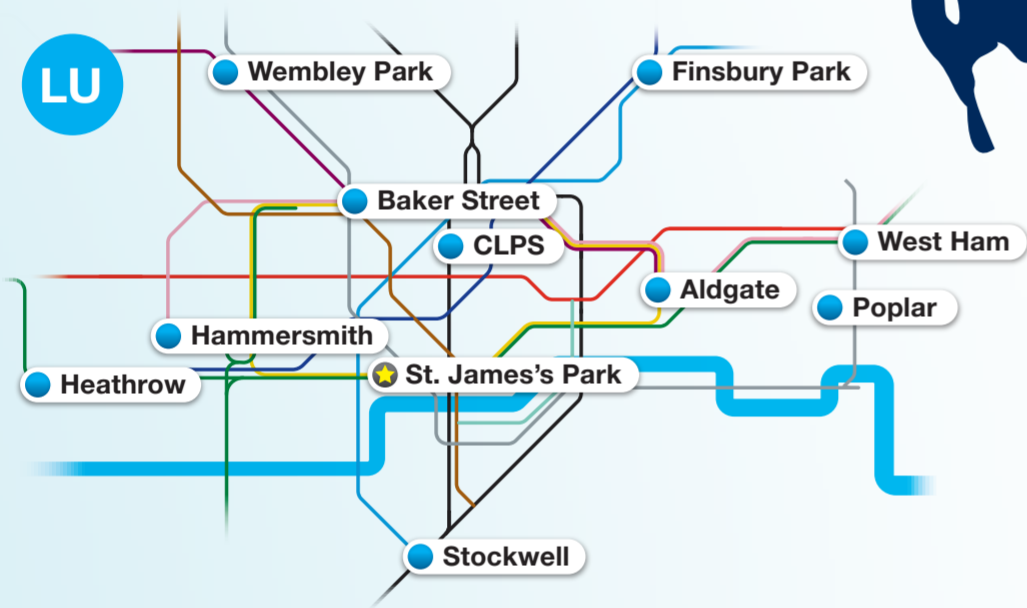 LU
Wembley Park
Finsbury Park
Baker Street
CLPS
West Ham
Aldgate
Poplar
Hammersmith
St. James’s Park
Heathrow
Stockwell